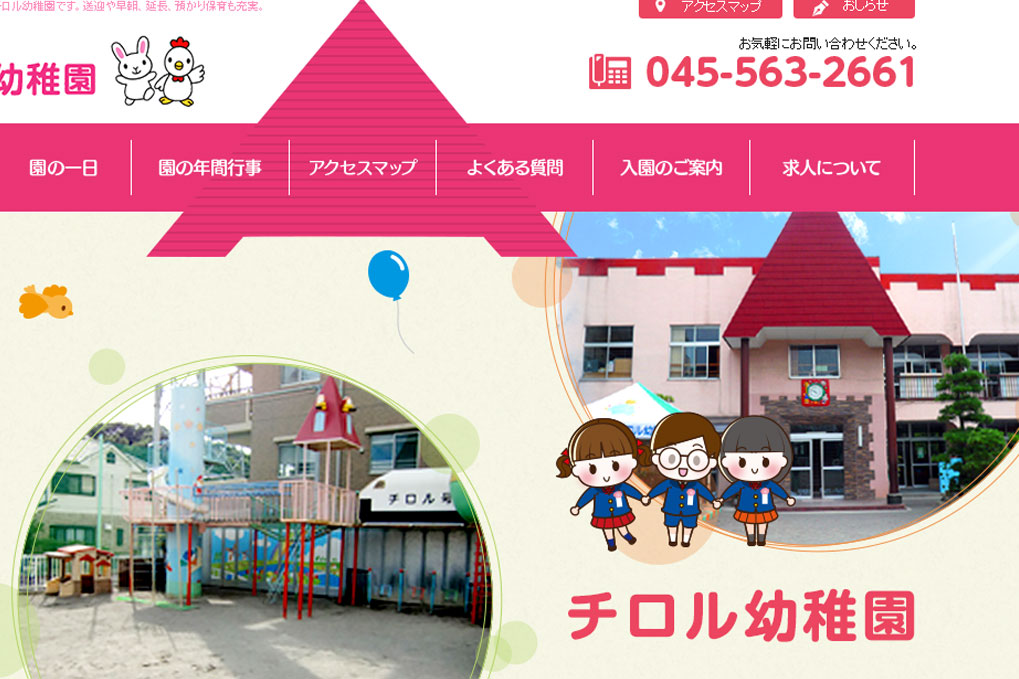 チロル幼稚園です。送迎や早朝、延長、預かり保育も充実。
アクセスマップ
おしらせ
お気軽にお問い合わせください。
045-563-2661
幼稚園
園の一日
園の年間行事
アクセスマップ
よくある質問
入園のご案内
求人について
チロル
ロル幼
チロル幼稚園